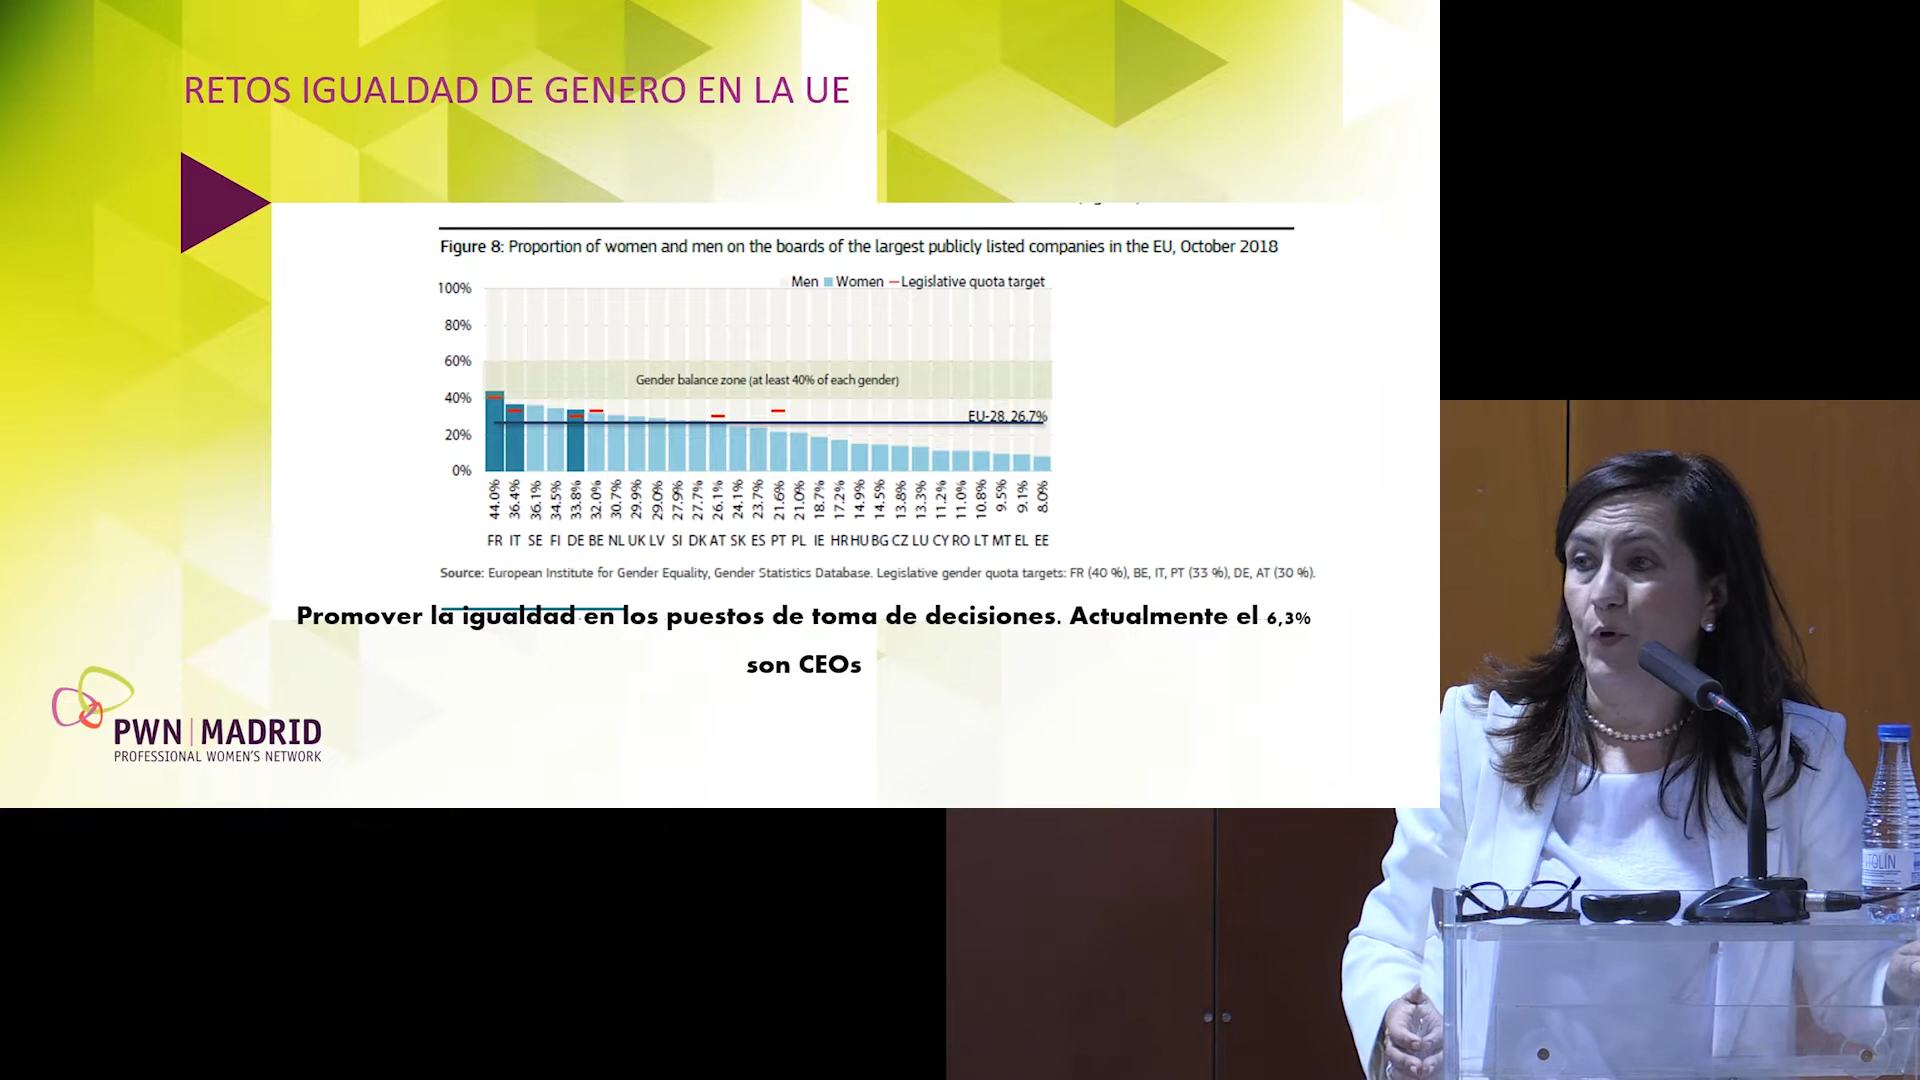 RETOS IGUALDAD DE GENERO EN LA UE
Figure 8: Proportion of women and men on the boards of the largest publicly listed companies in the EU, October 2018
Men Women Legislative quota target
100%
80%
60%
Gender balance zone (at least 40% of each gender)
40%
EU-28, 26.7%
20%
0%
44.0% 36.4% 36.1% 34.5% 33.8% 32.0% 30.7% 29.9% 29.0% 27.9% 27.7% 26.1% 24.1% 23.7% 21.6% 21.0% 18.7% 17.2% 14.9% 14.5% 13.8% 13.3% 11.2% 11.0% 10.8% 9.5% 9.1% 8.0%
FR IT SE FI DE BE NL UK LV SI DK AT SK ES PT PL IE HR HU BG CZ LU CY RO LT MT EL EE
Source: European Institute for Gender Equality, Gender Statistics Database. Legislative gender quota targets: FR (40 %), BE, IT, PT (33 %), DE, AT (30 %).
Promover la igualdad en los puestos de toma de decisiones. Actualmente el 6,3%
son CEOs
PWN | MADRID
PROFESSIONAL WOMEN'S NETWORK